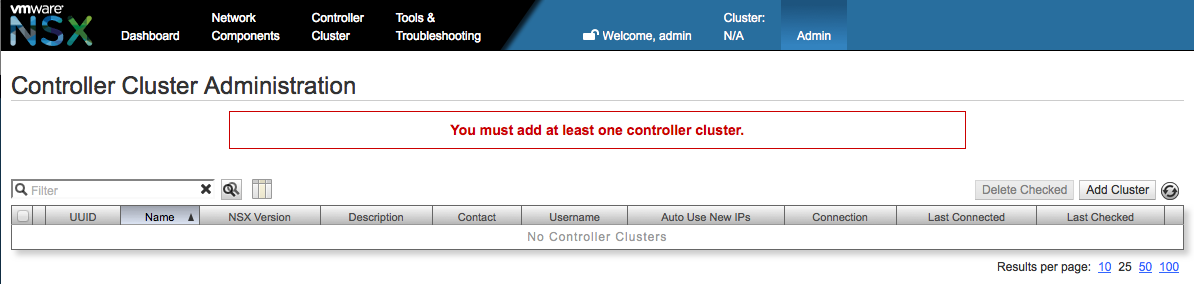 vmware
NSX
Dashboard
Network
Components
Controller
Cluster
Tools &
Troubleshooting
Welcome, admin
Cluster:
N/A
Admin
Controller Cluster Administration
You must add at least one controller cluster.
Filter
Delete Checked
Add Cluster
UUID Name NSX Version Description Contact Username Auto Use New IPs Connection Last Connected Last Checked
No Controller Clusters
Results per page: 10 25 50 100